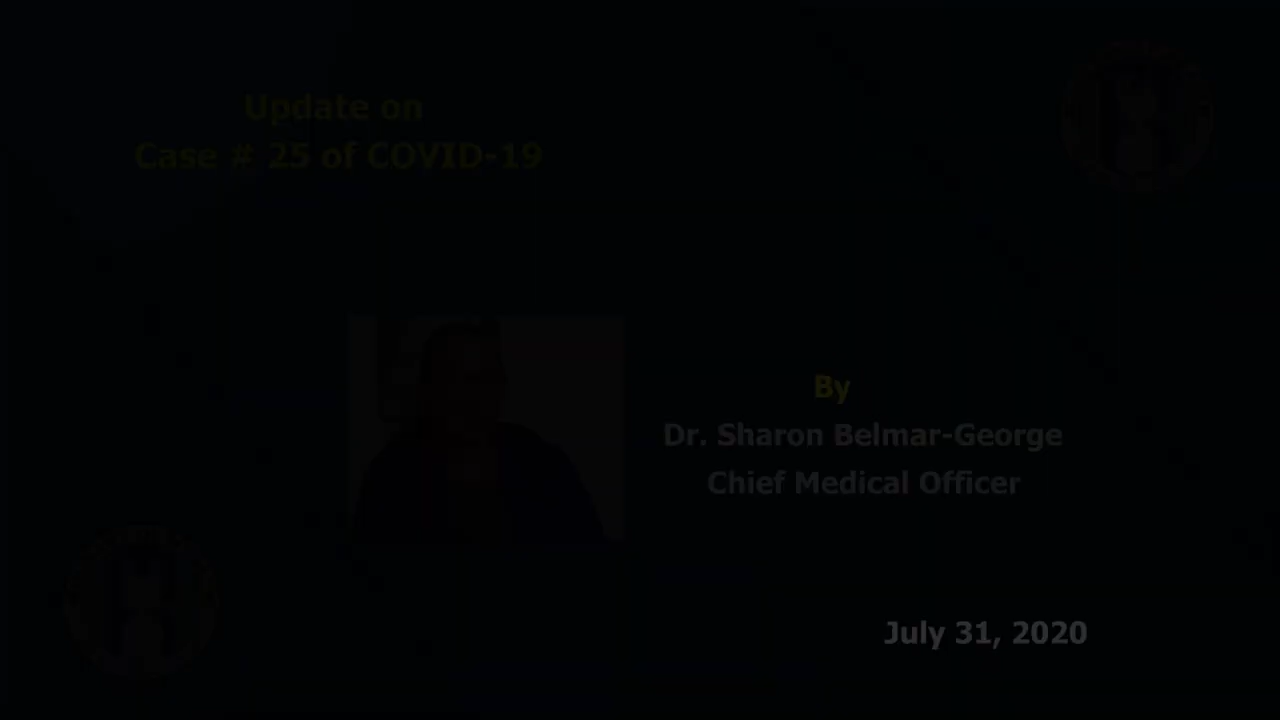 Update on
Case # 25 of COVID-19
By
Dr. Sharon Belmar-George
Chief Medical Officer
July 31, 2020